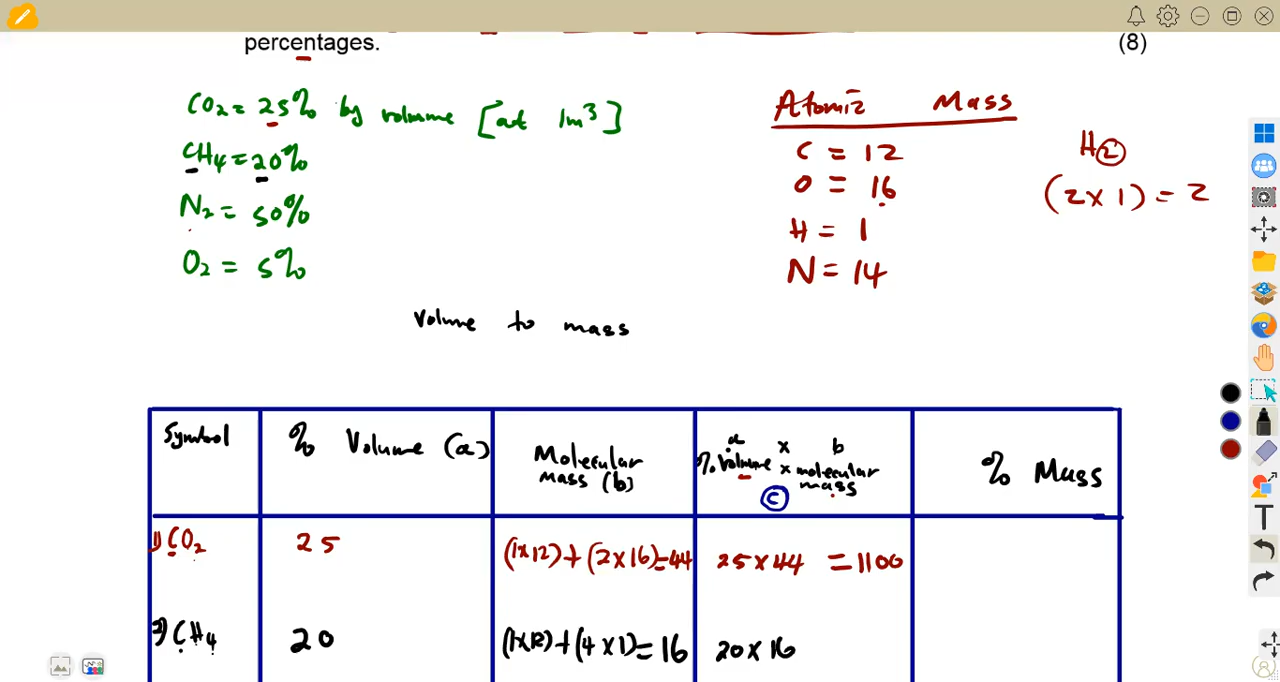 percentages. (8)
CO₂ = 25% by volume [at 1m³]
CH₄ = 20%
N₂ = 50%
O₂ = 5%
Atomic Mass
C = 12
O = 16
H = 1
N = 14
H₂
(2 x 1) = 2
Volume to mass
Symbol
% Volume (a)
Molecular
mass (b)
a x b
% volume x molecular
mass
C
% Mass
1) CO₂ 25 (1x12)+(2x16)=44 25 x 44 = 1100
2) CH₄ 20 (1x12)+(4x1)=16 20 x 16
T